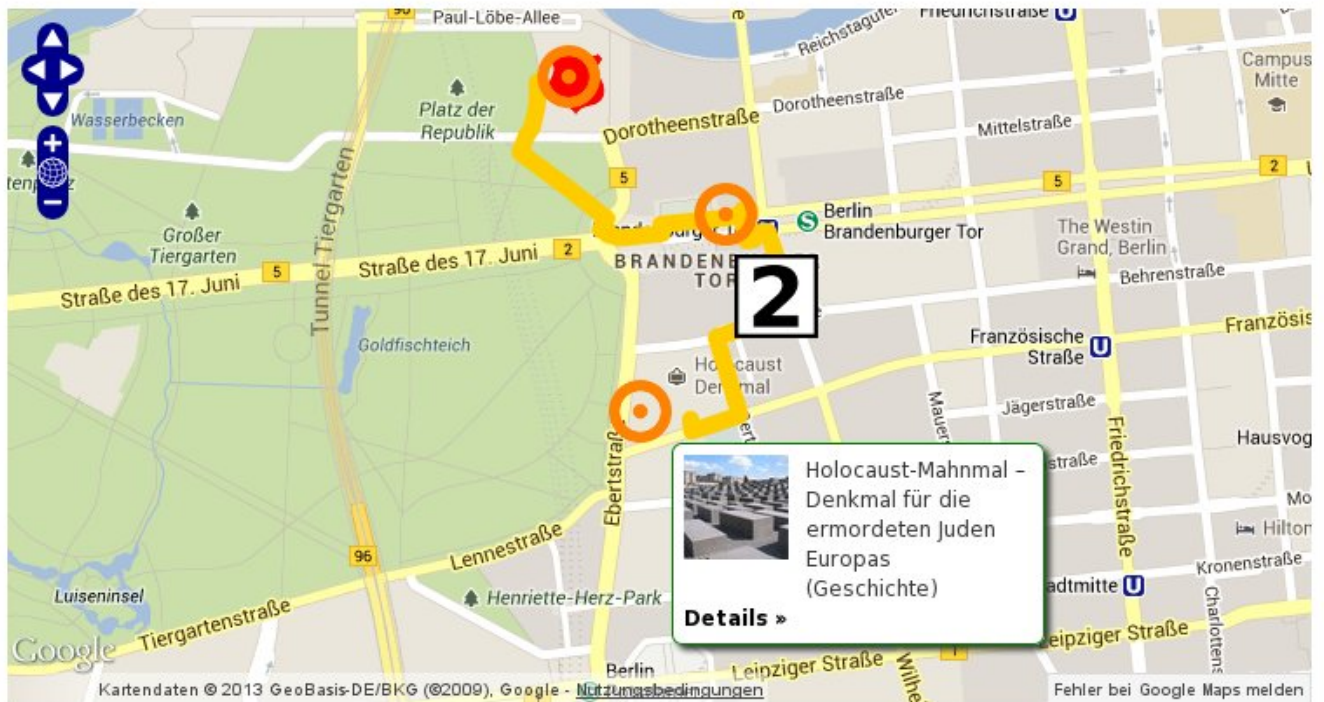 96
Paul-Löbe-Allee
Friedrichstraße U
Reichstagufer
Campus
Mitte
Platz der
Republik
Wasserbecken
Dorotheenstraße
Dorotheenstraße
Mittelstraße
Tunnel Tiergarten
5
5
2
Großer
Tiergarten
Berlin
Brandenburger Tor
S
The Westin
Grand, Berlin
Straße des 17. Juni
2
5
Straße des 17. Juni
Behrenstraße
2
Goldfischteich
Französische
Straße U
Holocaust
Denkmal
Jägerstraße
Friedrichstraße
Ebertstraße
Holocaust-Mahnmal –
Denkmal für die
ermordeten Juden
Europas
(Geschichte)
Details »
96
Lennestraße
Henriette-Herz-Park
Luiseninsel
Tiergartenstraße
Kronenstraße
U
Leipziger Straße
Leipziger Straße
Berlin
Google
Kartendaten © 2013 GeoBasis-DE/BKG (©2009), Google - Nutzungsbedingungen
Fehler bei Google Maps melden